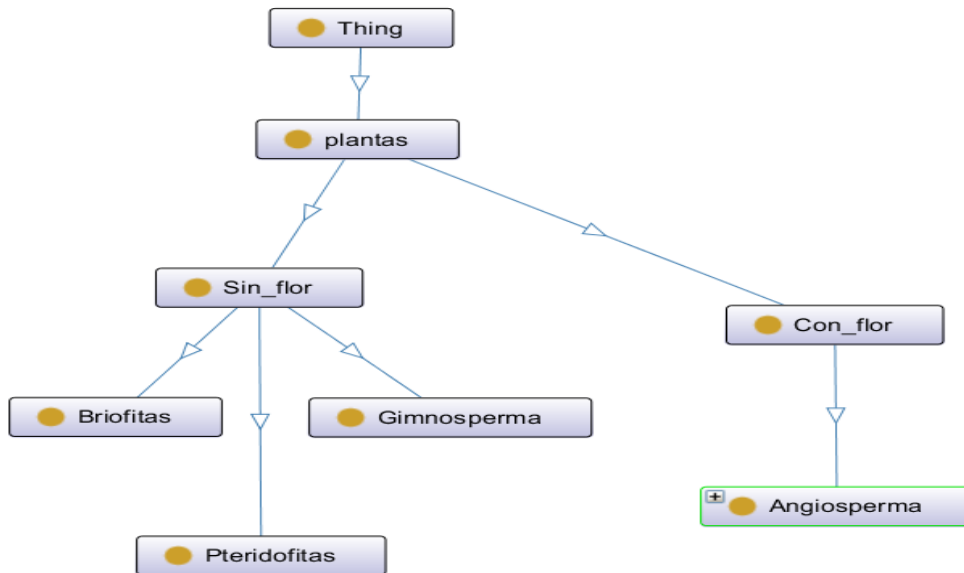 Thing
plantas
Sin_flor
Con_flor
Briofitas
Gimnosperma
Angiosperma
Pteridofitas